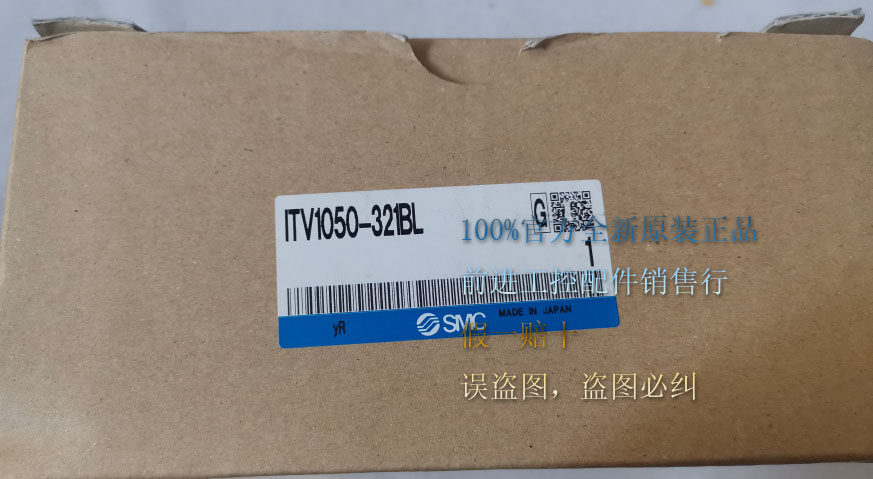 ITV1050-321BL
G
1
yR
SMC
MADE IN JAPAN
100%官方全新原装正品
前进工控配件销售行
假一赔十
误盗图，盗图必纠